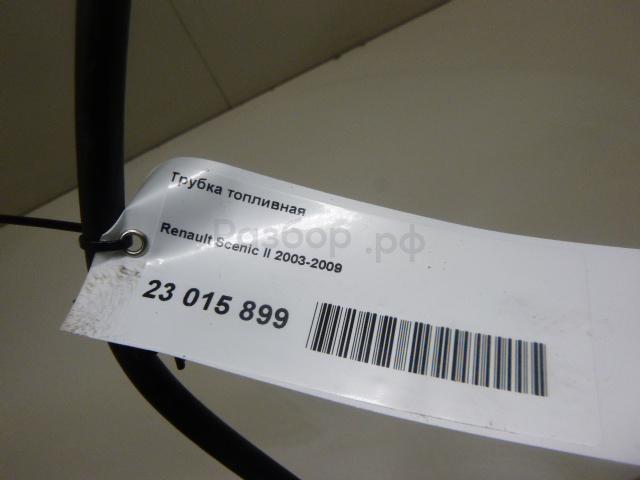 Трубка топливная
Renault Scenic II 2003-2009
Разбор.рф
23 015 899